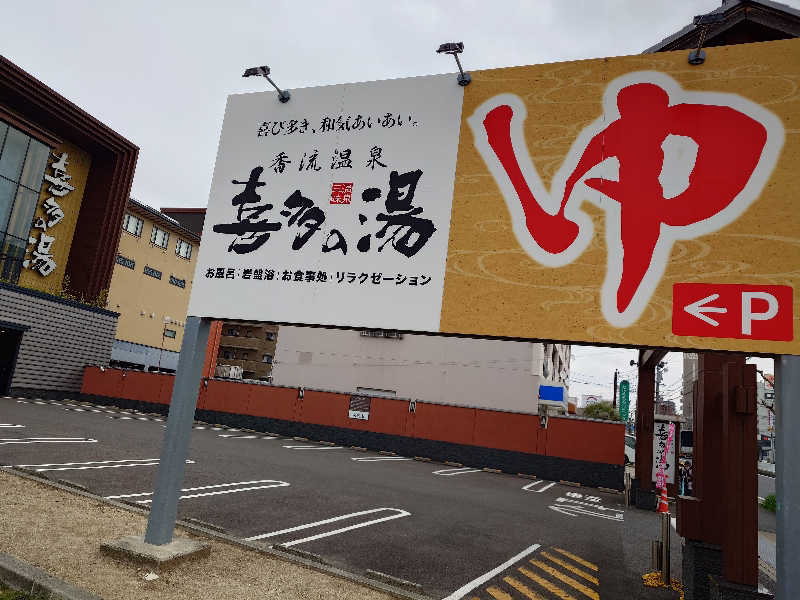 喜び多き、和気あいあい。
香流温泉
喜多の湯
お風呂・岩盤浴・お食事処・リラクゼーション
ゆ
←P
喜多の湯